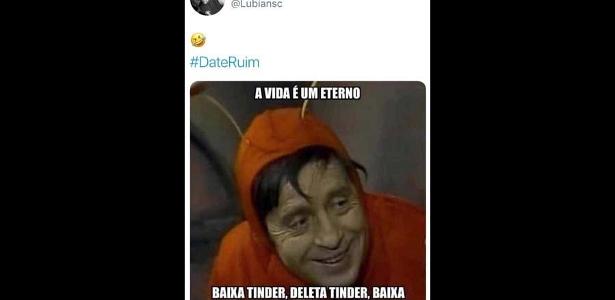 @Lubiansc
🤣
#DateRuim
A VIDA É UM ETERNO
BAIXA TINDER, DELETA TINDER, BAIXA